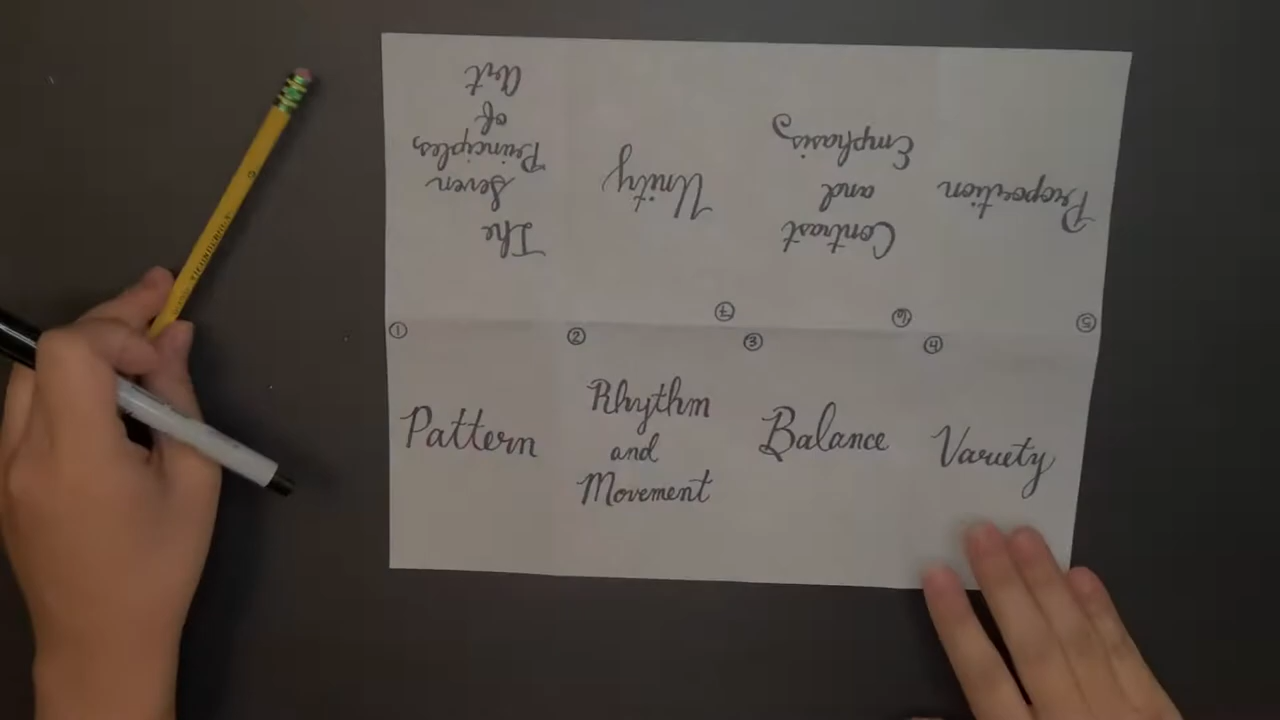 The
Seven
Principles
of
Art
7
Unity
6
Contrast
and
Emphasis
5
Proportion
1
Pattern
2
Rhythm
and
Movement
3
Balance
4
Variety